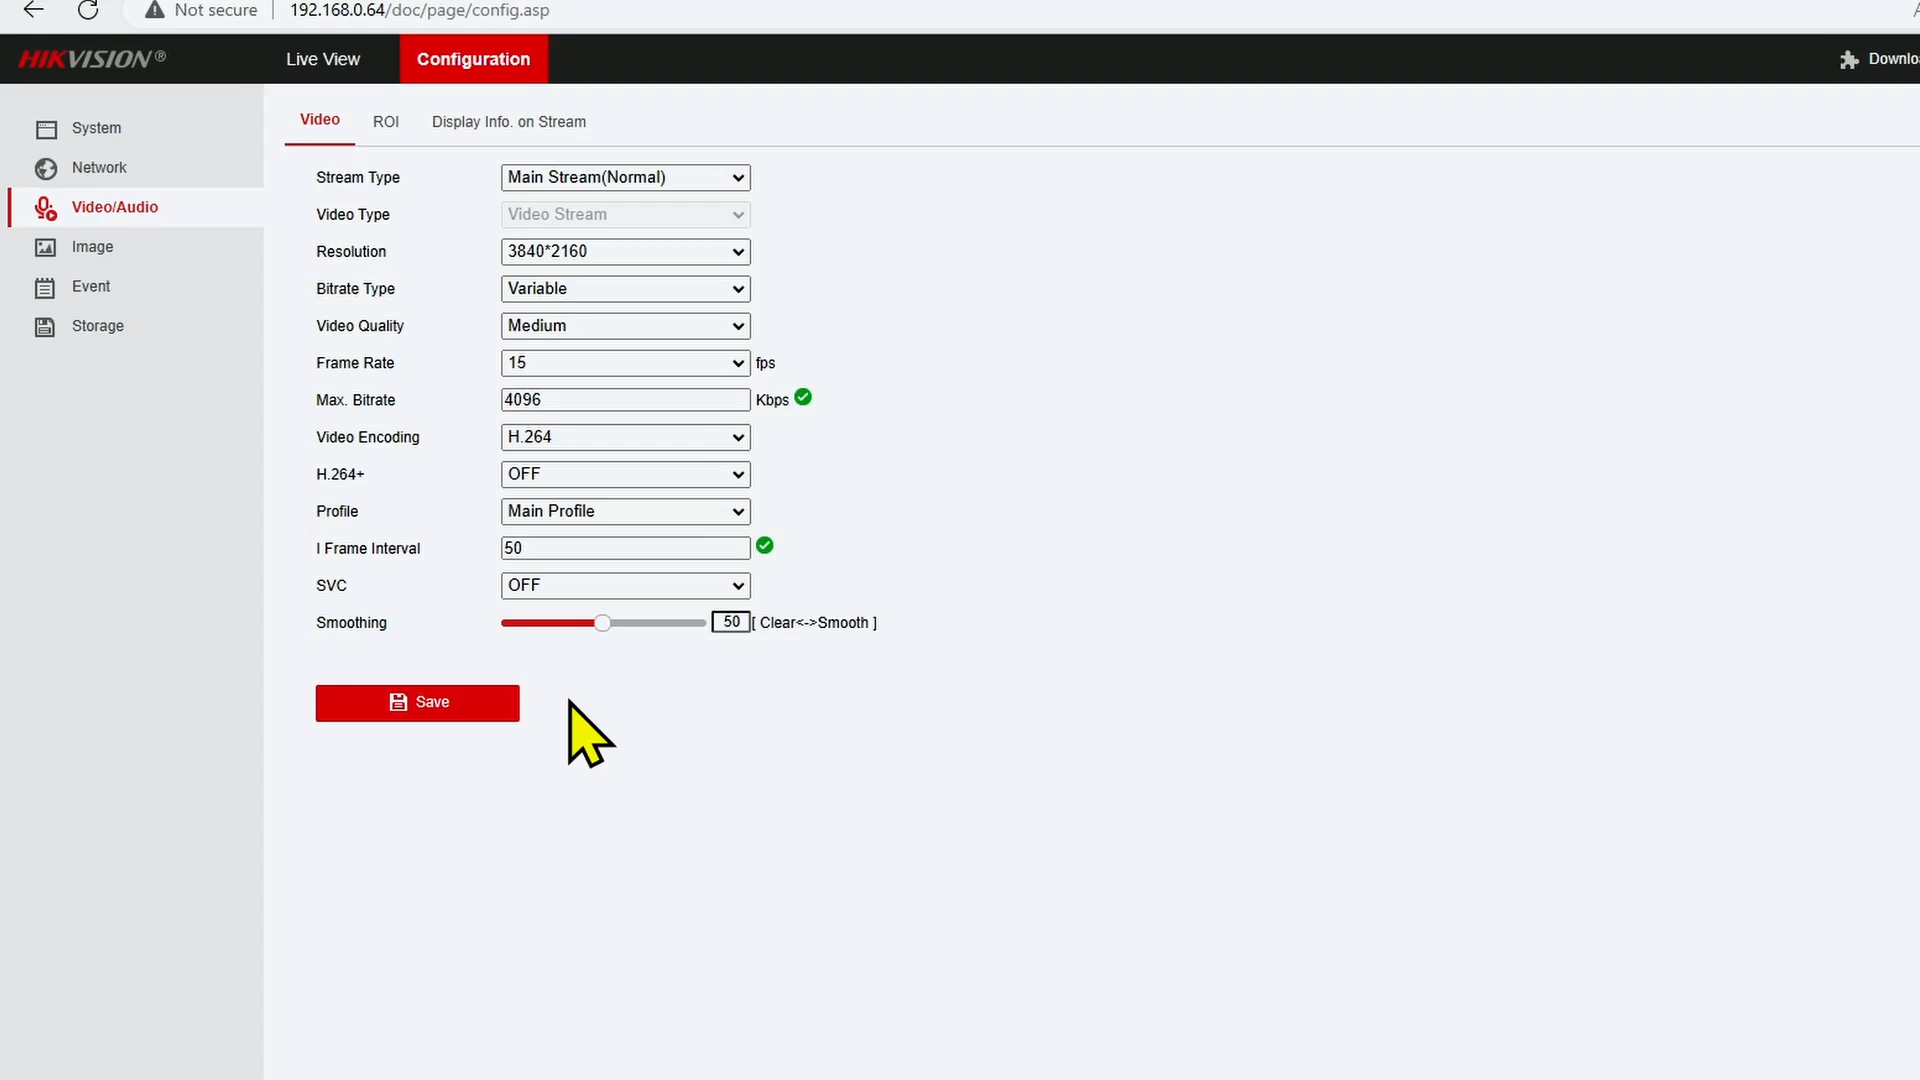 Not secure 192.168.0.64/doc/page/config.asp
HIKVISION® Live View Configuration
System
Network
Video/Audio
Image
Event
Storage
Video ROI Display Info. on Stream
Stream Type Main Stream(Normal)
Video Type Video Stream
Resolution 3840*2160
Bitrate Type Variable
Video Quality Medium
Frame Rate 15 fps
Max. Bitrate 4096 Kbps
Video Encoding H.264
H.264+ OFF
Profile Main Profile
I Frame Interval 50
SVC OFF
Smoothing 50 [ Clear<->Smooth ]
Save